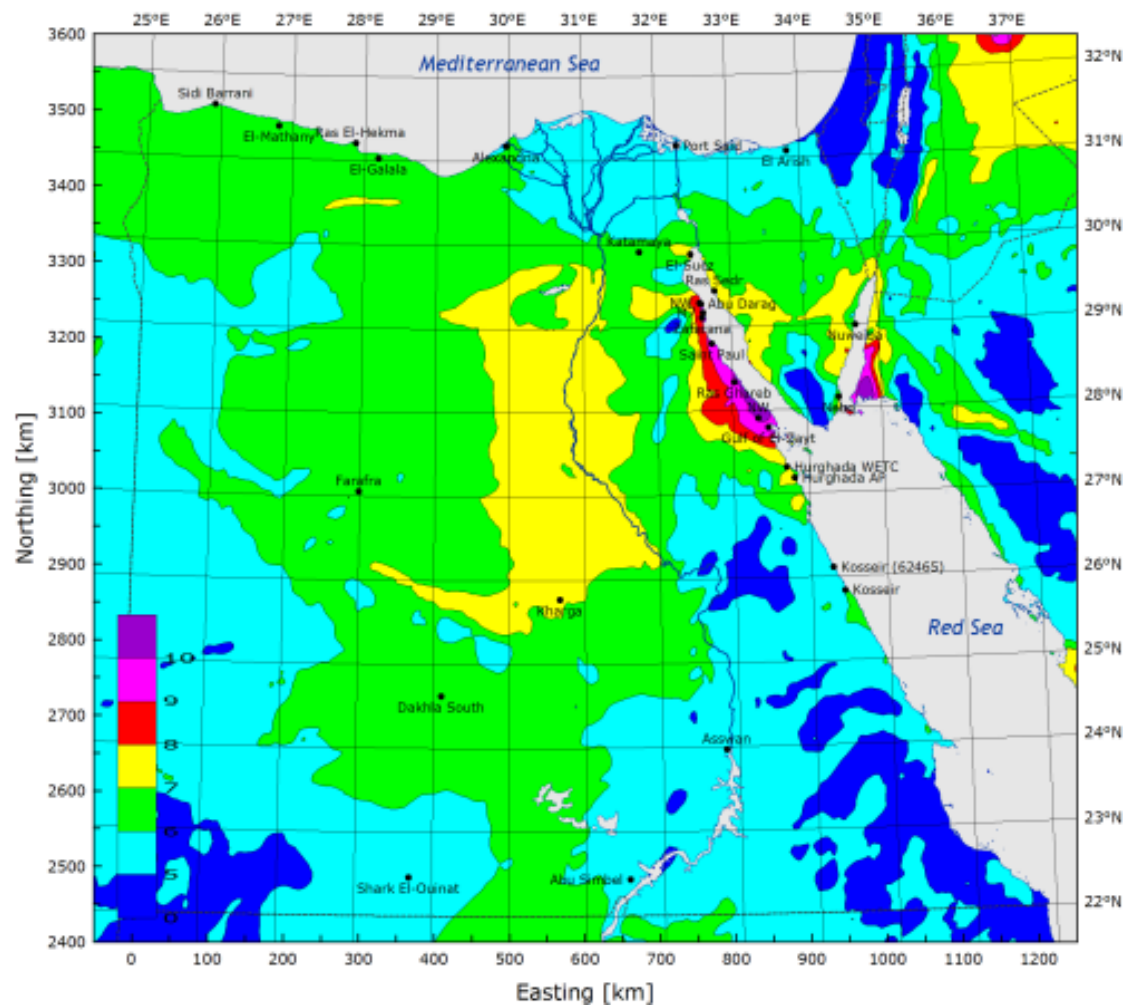 25°E 26°E 27°E 28°E 29°E 30°E 31°E 32°E 33°E 34°E 35°E 36°E 37°E
3600
3500
3400
3300
3200
3100
3000
2900
2800
2700
2600
2500
2400
Northing [km]
32°N
31°N
30°N
29°N
28°N
27°N
26°N
25°N
24°N
23°N
22°N
Mediterranean Sea
Sidi Barrani
El-Mathany
Ras El-Hekma
El-Galala
Alexandria
Port Said
El Arish
Katamaya
El-Suez
Ras Sedr
NW
Abu Darag
Zafarana
Saint Paul
Nuweiba
Ras Ghareb
NW
Nabq
Gulf of El-Zayt
Hurghada WETC
Hurghada AP
Farafra
Kosseir (62465)
Kosseir
Kharga
Red Sea
Dakhla South
Asswan
Abu Simbel
Shark El-Ouinat
10
9
8
7
6
5
0
0 100 200 300 400 500 600 700 800 900 1000 1100 1200
Easting [km]